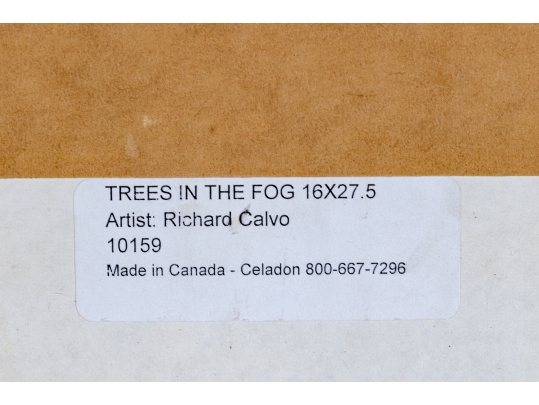 TREES IN THE FOG 16X27.5
Artist: Richard Calvo
10159
Made in Canada - Celadon 800-667-7296